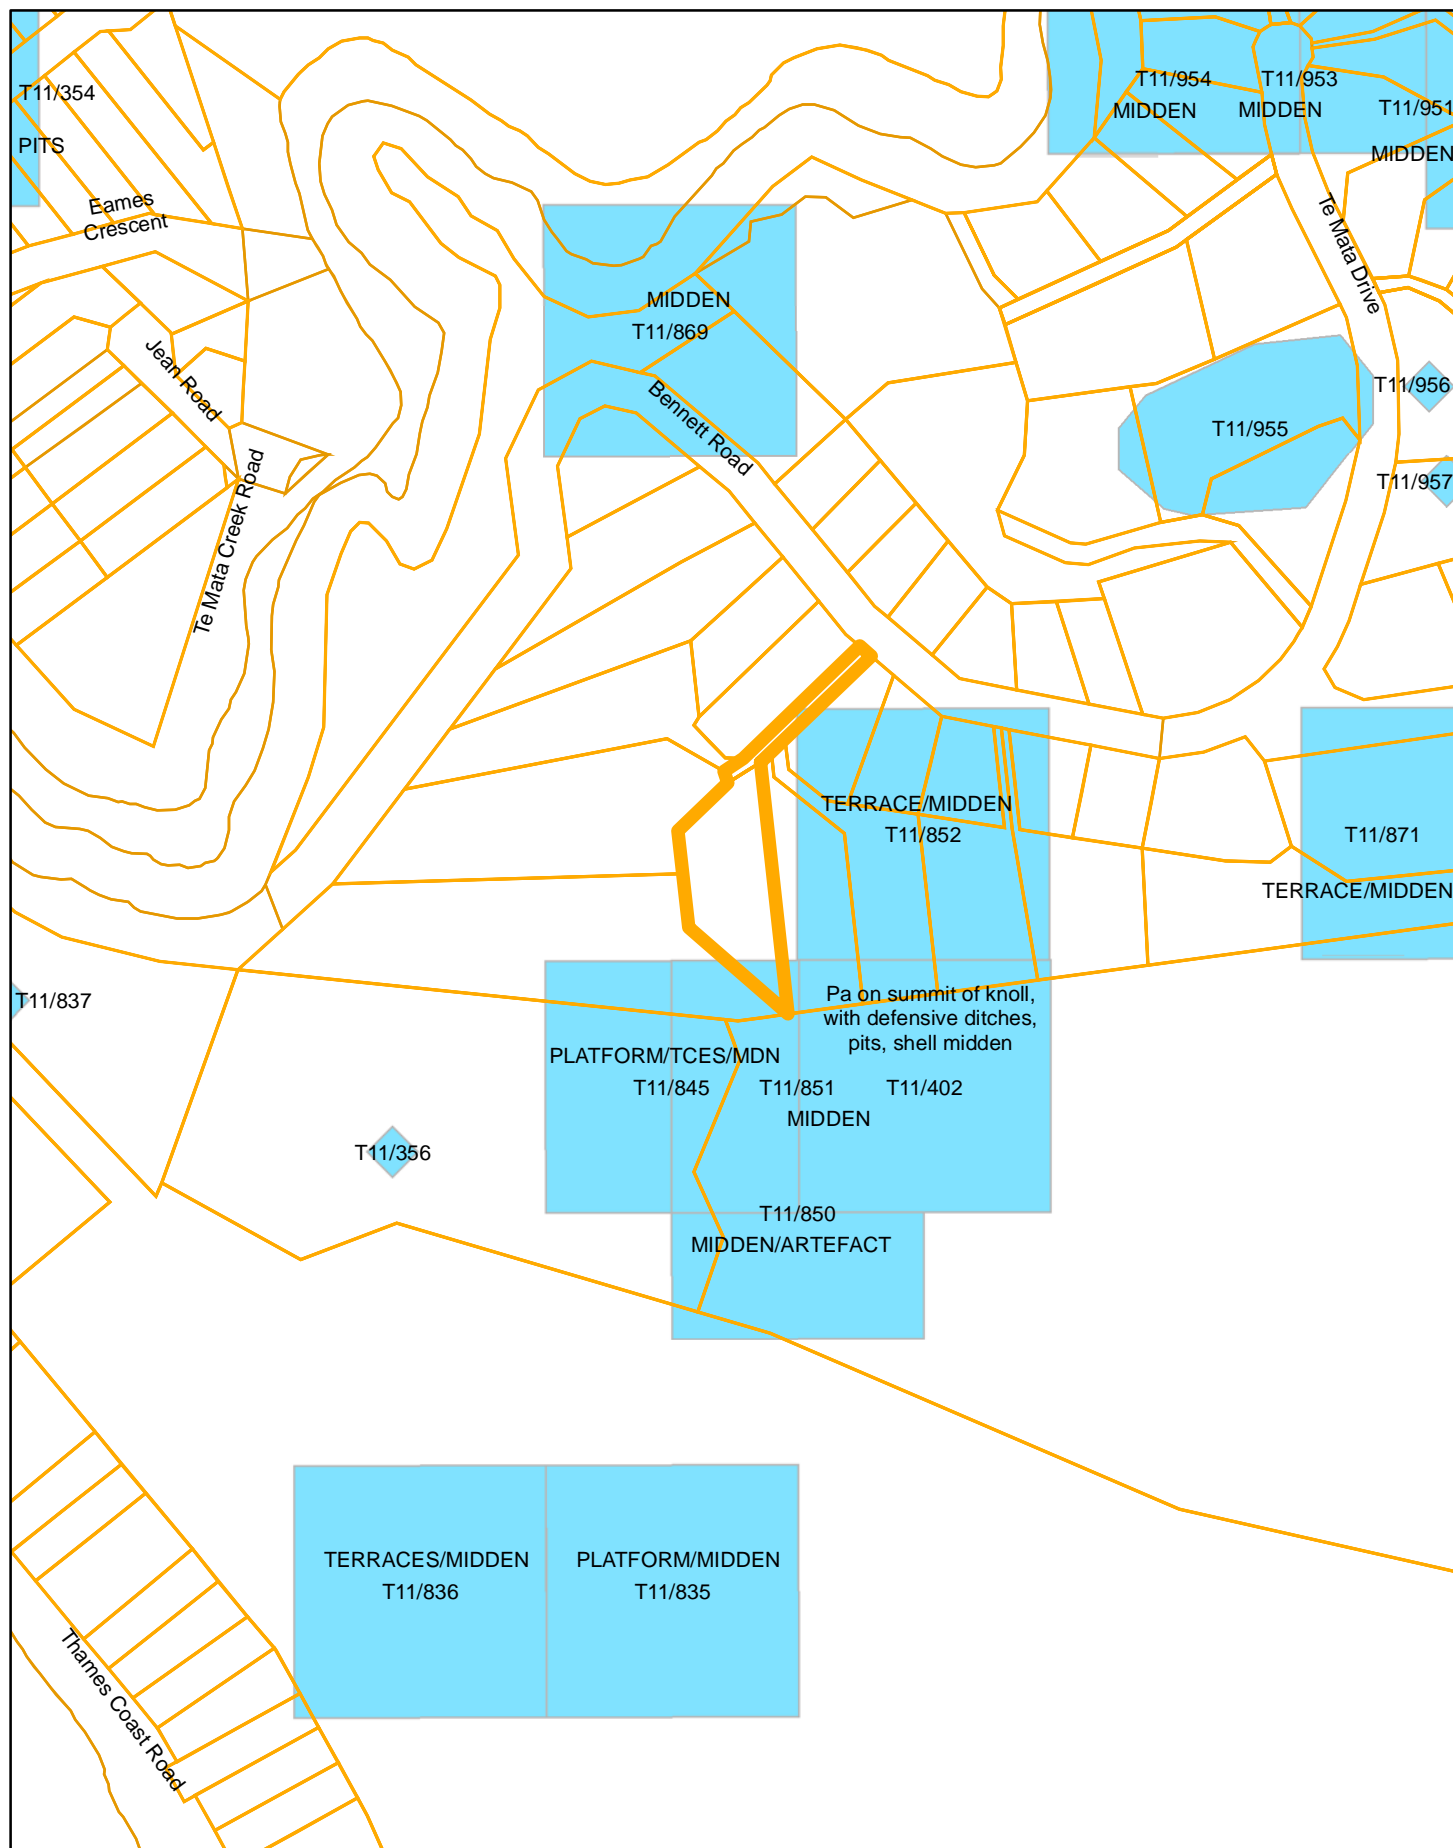 T11/354
PITS
T11/954
MIDDEN
T11/953
MIDDEN
T11/951
MIDDEN
Eames
Crescent
Te Mata Drive
MIDDEN
T11/869
Jean Road
Bennett Road
T11/956
T11/955
T11/957
Te Mata Creek Road
TERRACE/MIDDEN
T11/852
T11/871
TERRACE/MIDDEN
T11/837
Pa on summit of knoll,
with defensive ditches,
pits, shell midden
PLATFORM/TCES/MDN
T11/845
T11/851
MIDDEN
T11/402
T11/356
T11/850
MIDDEN/ARTEFACT
TERRACES/MIDDEN
T11/836
PLATFORM/MIDDEN
T11/835
Thames Coast Road